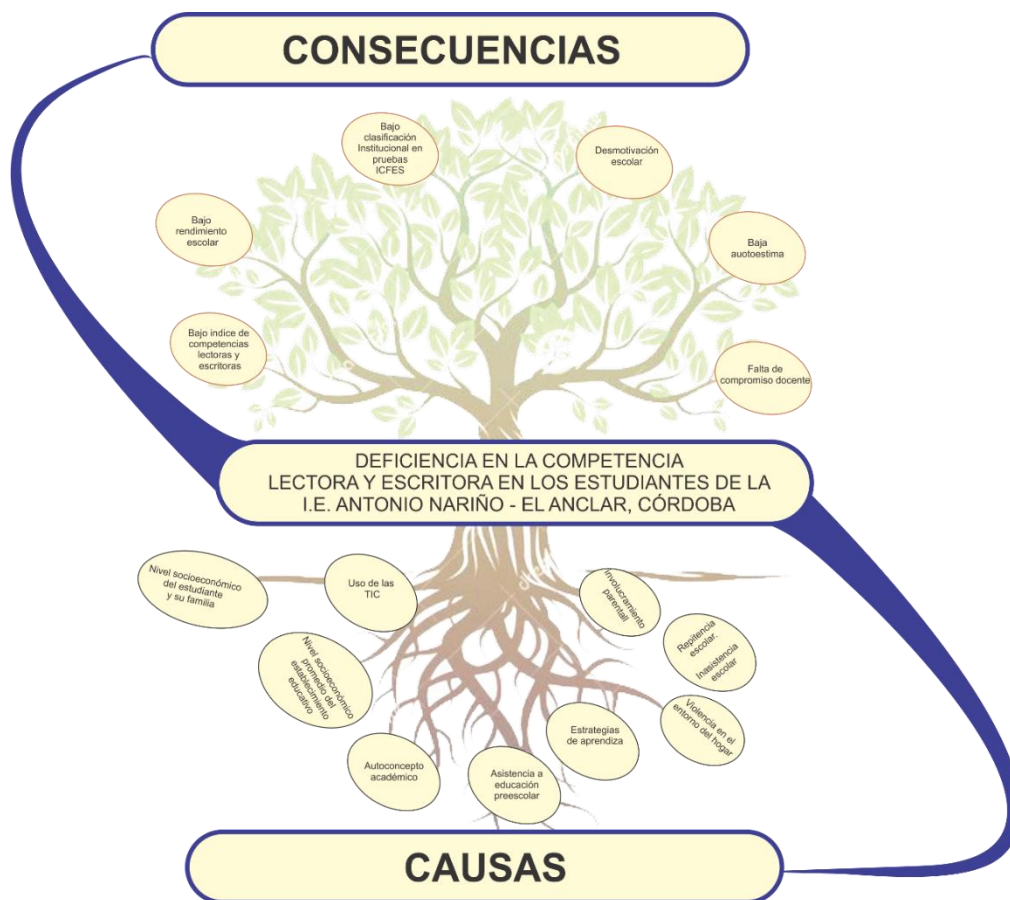 CONSECUENCIAS
Bajo
clasificación
Institucional en
pruebas
ICFES
Desmotivación
escolar
Bajo
rendimiento
escolar
Baja
auotoestima
Bajo indice de
competencias
lectoras y
escritoras
Falta de
compromiso docente
DEFICIENCIA EN LA COMPETENCIA
LECTORA Y ESCRITORA EN LOS ESTUDIANTES DE LA
I.E. ANTONIO NARIÑO - EL ANCLAR, CÓRDOBA
Nivel socioeconómico
del estudiante
y su familia
Uso de las
TIC
Involucramiento
parentall
Repitencia
escolar.
Inasistencia
escolar
Nivel socioeconómico
promedio del
establecimiento
educativo
Violencia en el
entorno del hogar
Estrategias
de aprendiza
Autoconcepto
académico
Asistencia a
educación
preescolar
CAUSAS